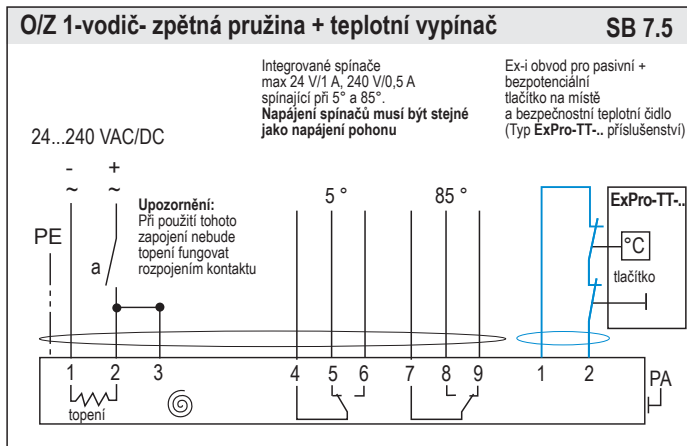 O/Z 1-vodič- zpětná pružina + teplotní vypínač
SB 7.5
Integrované spínače
max 24 V/1 A, 240 V/0,5 A
spínající při 5° a 85°.
Napájení spínačů musí být stejné
jako napájení pohonu
Ex-i obvod pro pasivní +
bezpotenciální
tlačítko na místě
a bezpečnostní teplotní čidlo
(Typ ExPro-TT-.. příslušenství)
24...240 VAC/DC
- +
~ ~
Upozornění:
Při použití tohoto
zapojení nebude
topení fungovat
rozpojením kontaktu
5 °
85 °
ExPro-TT-..
°C
tlačítko
PE
a
1 2 3 4 5 6 7 8 9 1 2
PA
topení